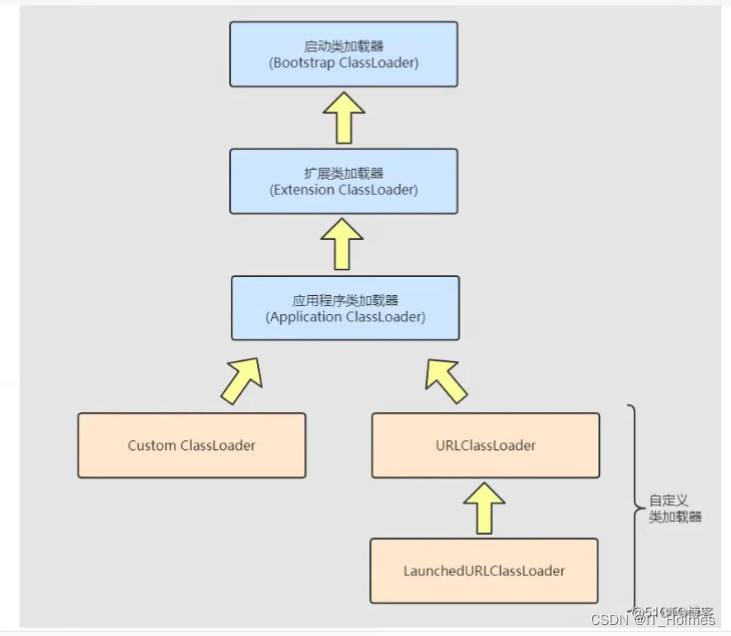 启动类加载器
(Bootstrap ClassLoader)
扩展类加载器
(Extension ClassLoader)
应用程序类加载器
(Application ClassLoader)
Custom ClassLoader
URLClassLoader
自定义
类加载器
LaunchedURLClassLoader
@51CTO博客
CSDN @IT_Holmes